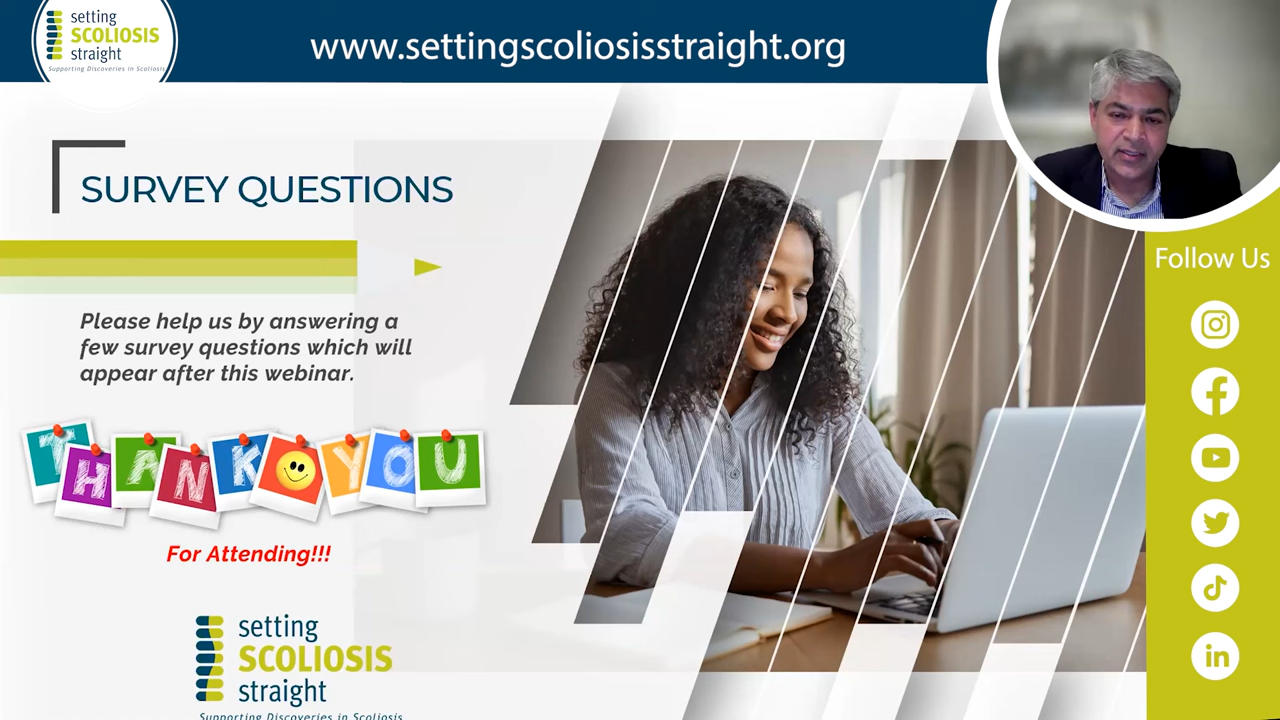 setting
SCOLIOSIS
straight
Supporting Discoveries in Scoliosis
www.settingscoliosisstraight.org
SURVEY QUESTIONS
Follow Us
Please help us by answering a
few survey questions which will
appear after this webinar.
THANK YOU
For Attending!!!
setting
SCOLIOSIS
straight
Supporting Discoveries in Scoliosis